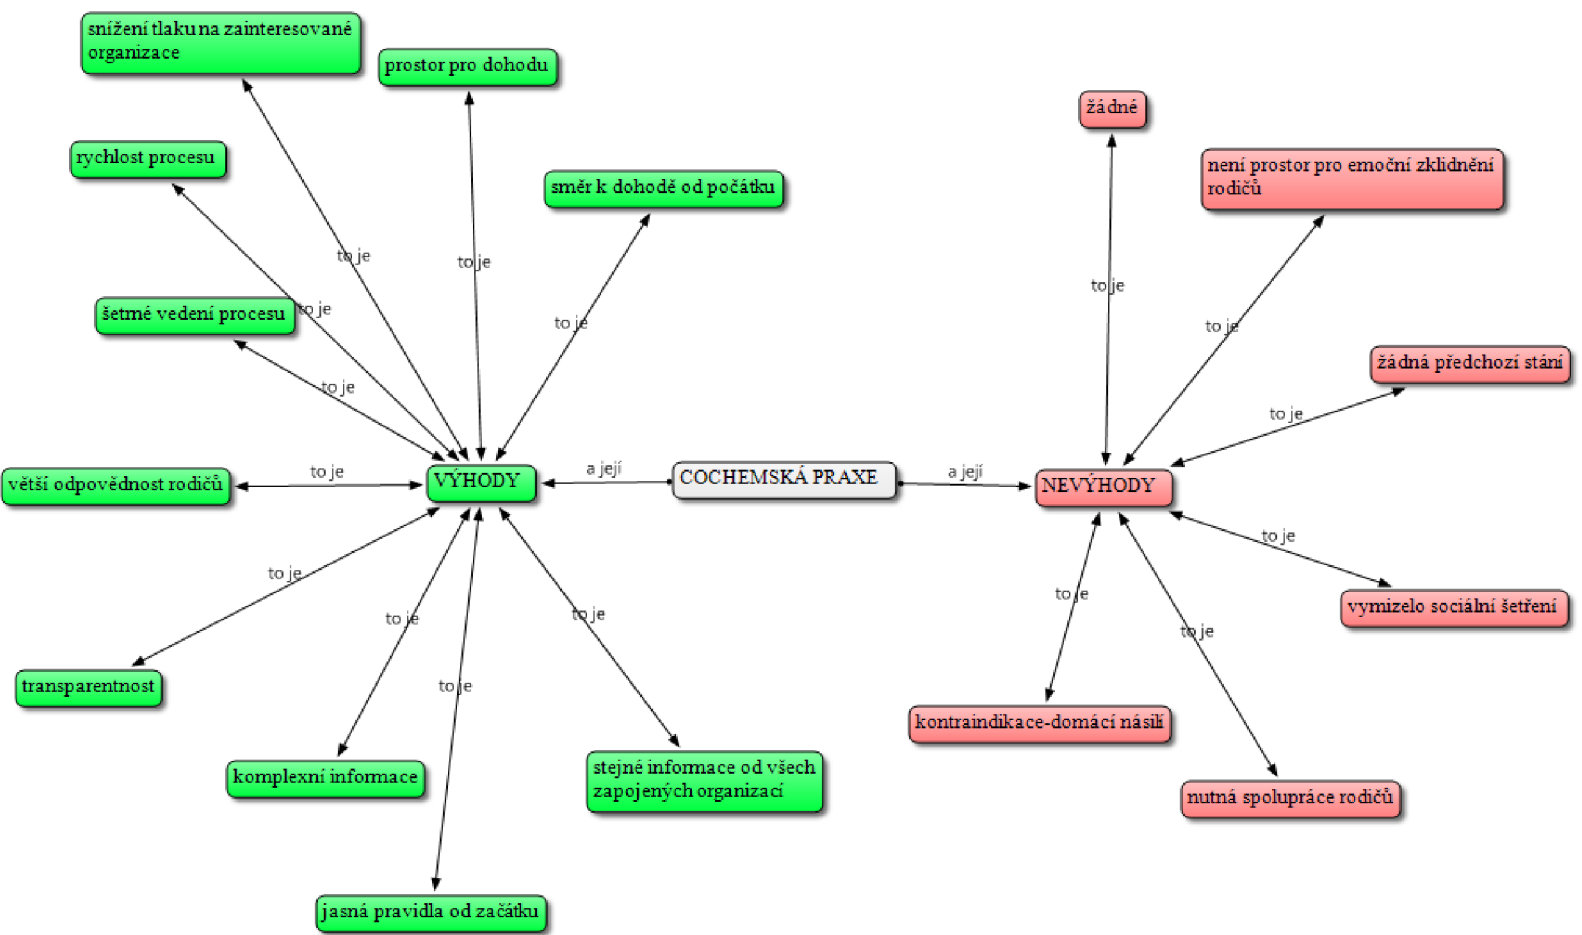 snížení tlaku na zainteresované
organizace
prostor pro dohodu
žádné
rychlost procesu
není prostor pro emoční zklidnění
rodičů
směr k dohodě od počátku
to je
to je
to je
to je
šetrné vedení procesu
to je
to je
to je
žádná předchozí stání
to je
to je
větší odpovědnost rodičů
to je
VÝHODY
a její
COCHEMSKÁ PRAXE
a její
NEVÝHODY
to je
to je
to je
to je
to je
to je
vymizelo sociální šetření
to je
transparentnost
to je
kontraindikace-domácí násilí
komplexní informace
stejné informace od všech
zapojených organizací
nutná spolupráce rodičů
jasná pravidla od začátku